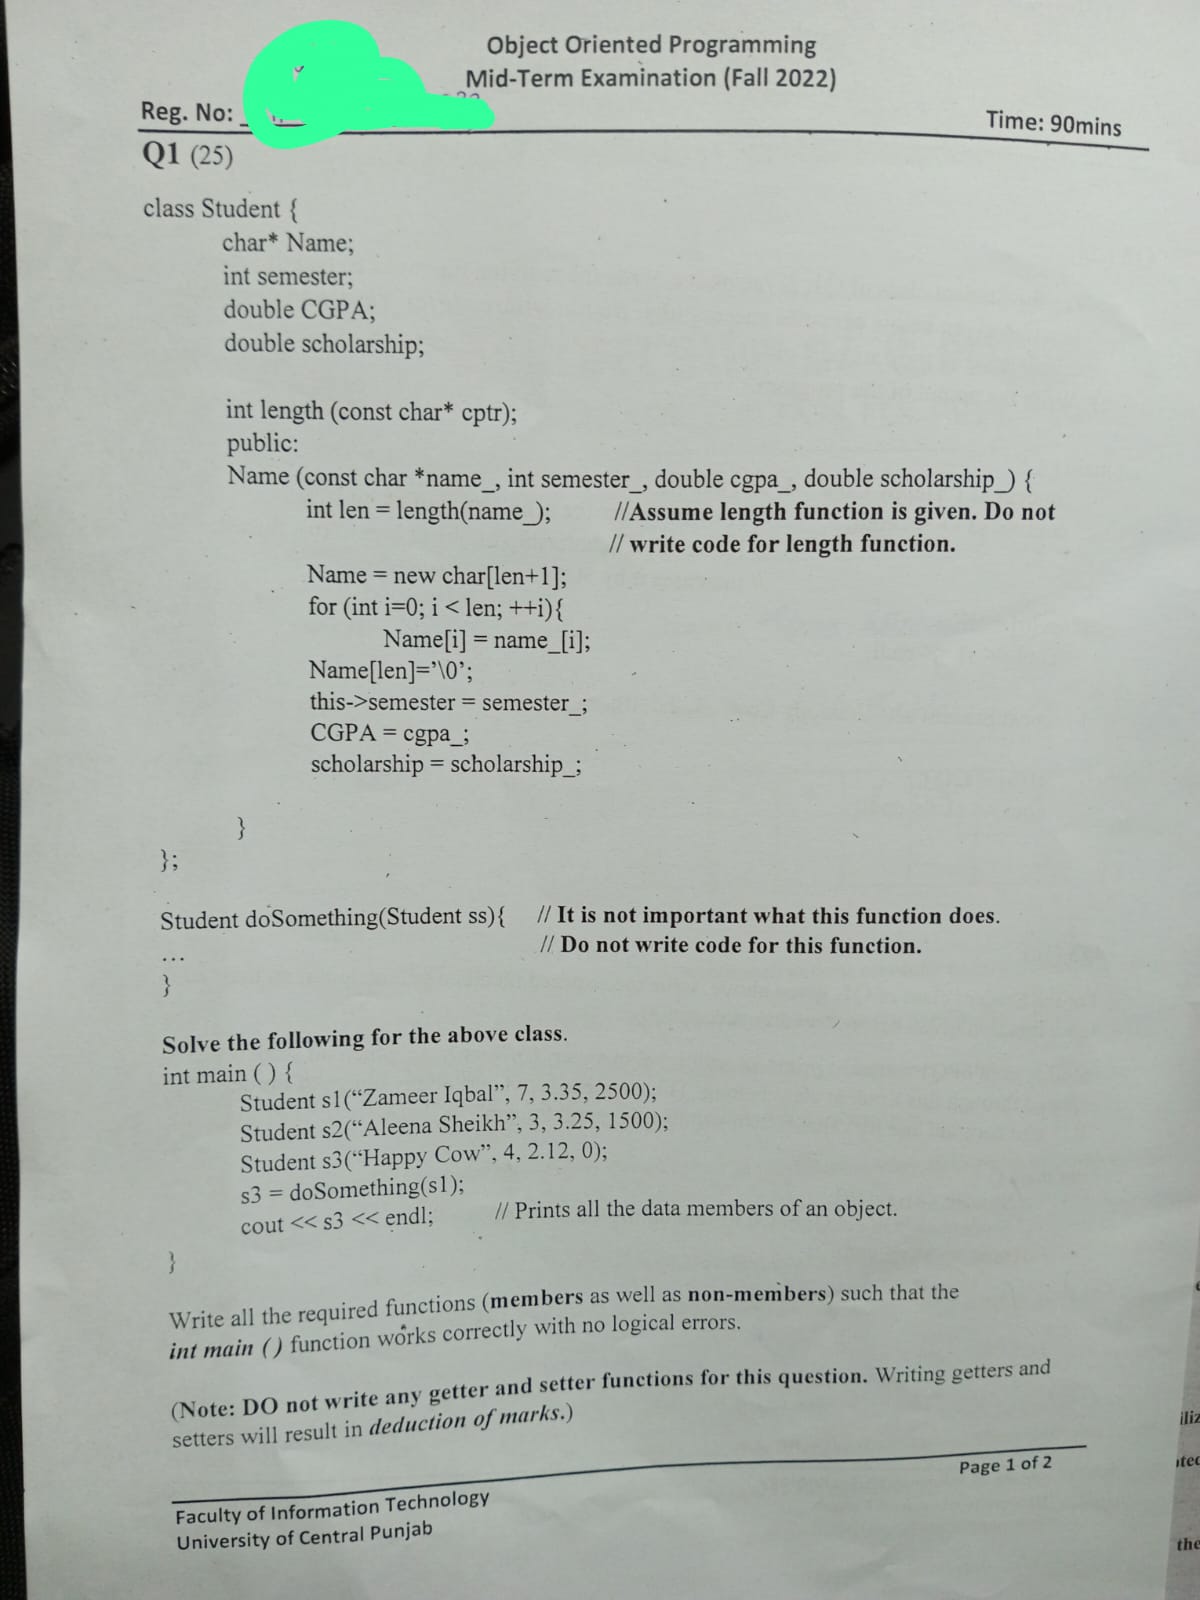 Object Oriented Programming
Mid-Term Examination (Fall 2022)
Reg. No:
Time: 90mins
Q1 (25)
class Student {
char* Name;
int semester;
double CGPA;
double scholarship;
int length (const char* cptr);
public:
Name (const char *name_, int semester_, double cgpa_, double scholarship_) {
int len = length(name_); //Assume length function is given. Do not
// write code for length function.
Name = new char[len+1];
for (int i=0; i < len; ++i){
Name[i] = name_[i];
Name[len]=’\0’;
this->semester = semester_;
CGPA = cgpa_;
scholarship = scholarship_;
}
};
Student doSomething(Student ss){ // It is not important what this function does.
// Do not write code for this function.
...
}
Solve the following for the above class.
int main ( ) {
Student s1(“Zameer Iqbal”, 7, 3.35, 2500);
Student s2(“Aleena Sheikh”, 3, 3.25, 1500);
Student s3(“Happy Cow”, 4, 2.12, 0);
s3 = doSomething(s1);
cout << s3 << endl; // Prints all the data members of an object.
}
Write all the required functions (members as well as non-members) such that the
int main () function works correctly with no logical errors.
(Note: DO not write any getter and setter functions for this question. Writing getters and
setters will result in deduction of marks.)
Page 1 of 2
Faculty of Information Technology
University of Central Punjab
the